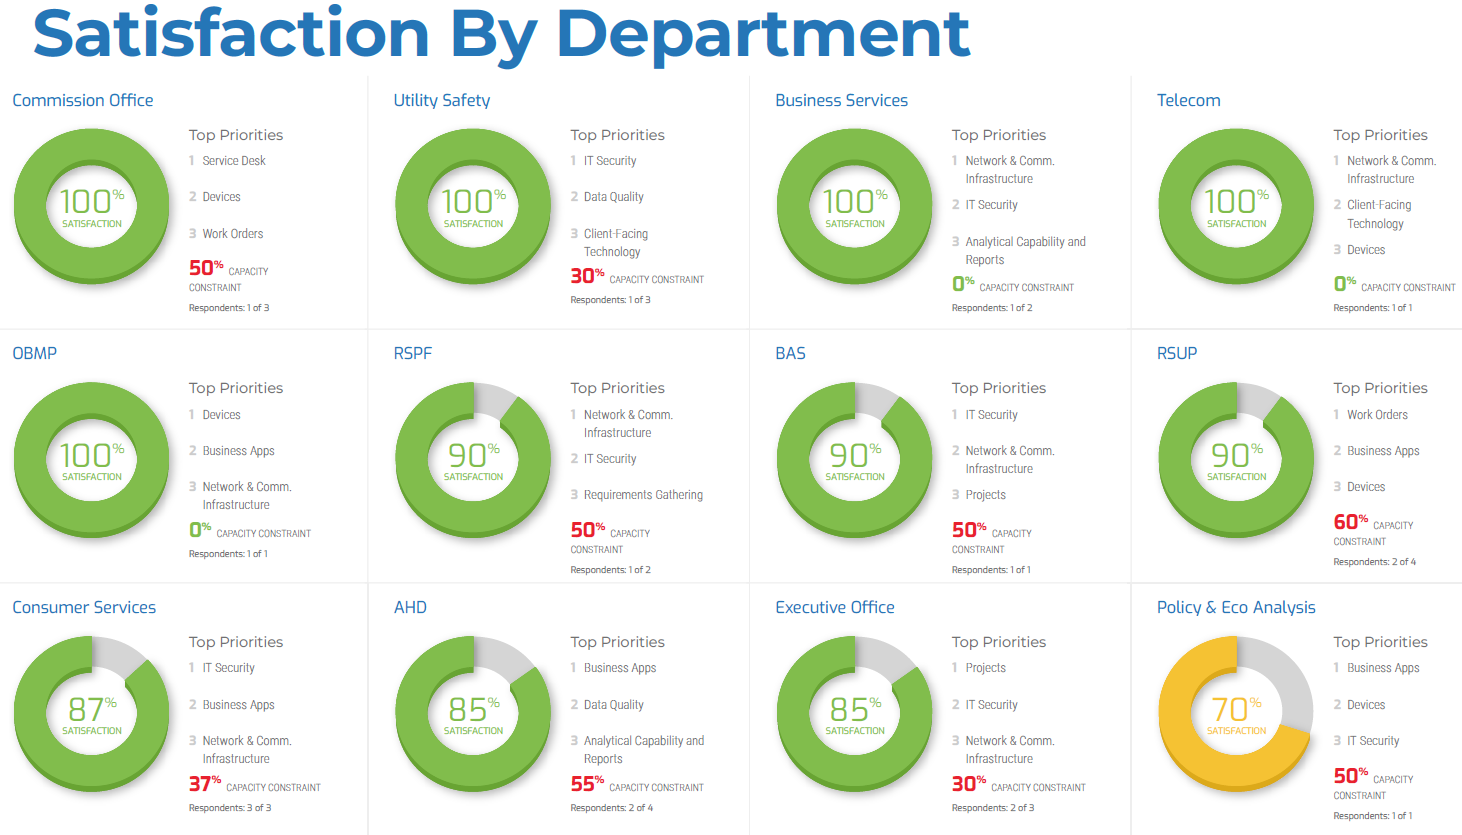 Satisfaction By Department
Commission Office
100%
SATISFACTION
Top Priorities
1 Service Desk
2 Devices
3 Work Orders
50% CAPACITY
CONSTRAINT
Respondents: 1 of 3
Utility Safety
100%
SATISFACTION
Top Priorities
1 IT Security
2 Data Quality
3 Client-Facing
Technology
30% CAPACITY CONSTRAINT
Respondents: 1 of 3
Business Services
100%
SATISFACTION
Top Priorities
1 Network & Comm.
Infrastructure
2 IT Security
3 Analytical Capability and
Reports
0% CAPACITY CONSTRAINT
Respondents: 1 of 2
Telecom
100%
SATISFACTION
Top Priorities
1 Network & Comm.
Infrastructure
2 Client-Facing
Technology
3 Devices
0% CAPACITY CONSTRAINT
Respondents: 1 of 1
OBMP
100%
SATISFACTION
Top Priorities
1 Devices
2 Business Apps
3 Network & Comm.
Infrastructure
0% CAPACITY CONSTRAINT
Respondents: 1 of 1
RSPF
90%
SATISFACTION
Top Priorities
1 Network & Comm.
Infrastructure
2 IT Security
3 Requirements Gathering
50% CAPACITY
CONSTRAINT
Respondents: 1 of 2
BAS
90%
SATISFACTION
Top Priorities
1 IT Security
2 Network & Comm.
Infrastructure
3 Projects
50% CAPACITY
CONSTRAINT
Respondents: 1 of 1
RSUP
90%
SATISFACTION
Top Priorities
1 Work Orders
2 Business Apps
3 Devices
60% CAPACITY
CONSTRAINT
Respondents: 2 of 4
Consumer Services
87%
SATISFACTION
Top Priorities
1 IT Security
2 Business Apps
3 Network & Comm.
Infrastructure
37% CAPACITY CONSTRAINT
Respondents: 3 of 3
AHD
85%
SATISFACTION
Top Priorities
1 Business Apps
2 Data Quality
3 Analytical Capability and
Reports
55% CAPACITY CONSTRAINT
Respondents: 2 of 4
Executive Office
85%
SATISFACTION
Top Priorities
1 Projects
2 IT Security
3 Network & Comm.
Infrastructure
30% CAPACITY CONSTRAINT
Respondents: 2 of 3
Policy & Eco Analysis
70%
SATISFACTION
Top Priorities
1 Business Apps
2 Devices
3 IT Security
50% CAPACITY
CONSTRAINT
Respondents: 1 of 1